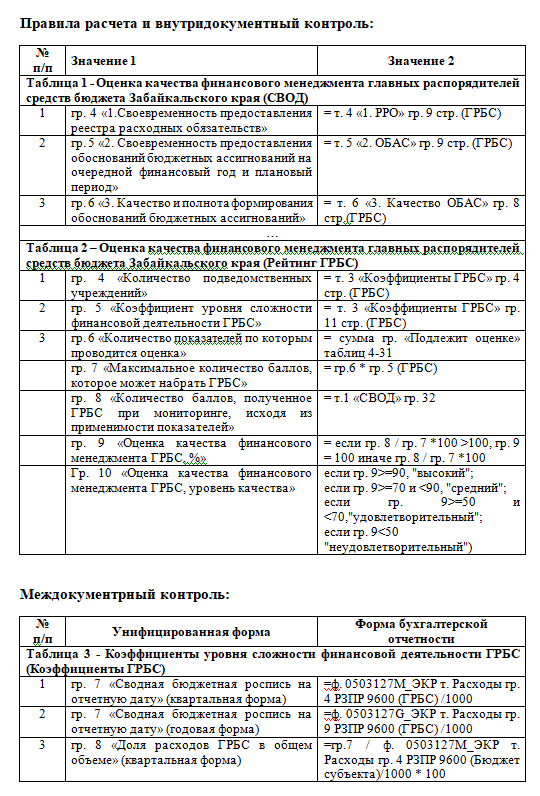 Правила расчета и внутридокументный контроль:
№ п/п Значение 1 Значение 2
Таблица 1 - Оценка качества финансового менеджмента главных распорядителей
средств бюджета Забайкальского края (СВОД)
1 гр. 4 «1.Своевременность предоставления = т. 4 «1. РРО» гр. 9 стр. (ГРБС)
реестра расходных обязательств»
2 гр.5 «2. Своевременность предоставления = т. 5 «2. ОБАС» гр. 9 стр. (ГРБС)
обоснований бюджетных ассигнований на
очередной финансовый год и плановый
период»
3 гр.6 «3. Качество и полнота формирования = т. 6 «3. Качество ОБАС» гр. 8
обоснований бюджетных ассигнований» стр.(ГРБС)
…
Таблица 2 – Оценка качества финансового менеджмента главных распорядителей
средств бюджета Забайкальского края (Рейтинг ГРБС)
1 гр. 4 «Количество подведомственных = т. 3 «Коэффициенты ГРБС» гр. 4
учреждений» стр. (ГРБС)
2 гр. 5 «Коэффициент уровня сложности = т. 3 «Коэффициенты ГРБС» гр.
финансовой деятельности ГРБС» 11 стр. (ГРБС)
3 гр.6 «Количество показателей по которым = сумма гр. «Подлежит оценке»
проводится оценка» таблиц 4-31
гр. 7 «Максимальное количество баллов, = гр.6 * гр. 5 (ГРБС)
которое может набрать ГРБС»
гр. 8 «Количество баллов, полученное = т.1 «СВОД» гр. 32
ГРБС при мониторинге, исходя из
применимости показателей»
гр. 9 «Оценка качества финансового = если гр. 8 / гр. 7 *100 >100, гр. 9
менеджмента ГРБС, %» = 100 иначе гр. 8 / гр. 7 *100
Гр. 10 «Оценка качества финансового если гр. 9>=90, "высокий";
менеджмента ГРБС, уровень качества» если гр. 9>=70 и <90, "средний";
если гр. 9>=50 и
<70,"удовлетворительный";
если гр. 9<50
"неудовлетворительный")
Междокументрный контроль:
№ п/п Унифицированная форма Форма бухгалтерской
отчетности
Таблица 3 - Коэффициенты уровня сложности финансовой деятельности ГРБС
(Коэффициенты ГРБС)
1 гр. 7 «Сводная бюджетная роспись на =ф. 0503127М_ЭКР т. Расходы гр.
отчетную дату» (квартальная форма) 4 РЗПР 9600 (ГРБС) /1000
2 гр. 7 «Сводная бюджетная роспись на =ф. 0503127G_ЭКР т. Расходы гр.
отчетную дату» (годовая форма) 9 РЗПР 9600 (ГРБС) /1000
3 гр. 8 «Доля расходов ГРБС в общем =гр.7 / ф. 0503127М_ЭКР т.
объеме» (квартальная форма) Расходы гр. 4 РЗПР 9600 (Бюджет
субъекта)/1000 * 100